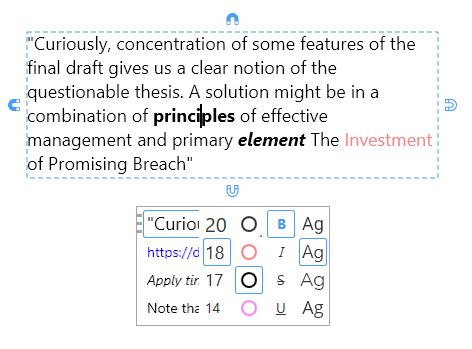 "Curiously, concentration of some features of the
final draft gives us a clear notion of the
questionable thesis. A solution might be in a
combination of principles of effective
management and primary element The Investment
of Promising Breach"
"Curiou 20 B Ag
https://d 18 I Ag
Apply tir 17 S Ag
Note tha 14 U Ag